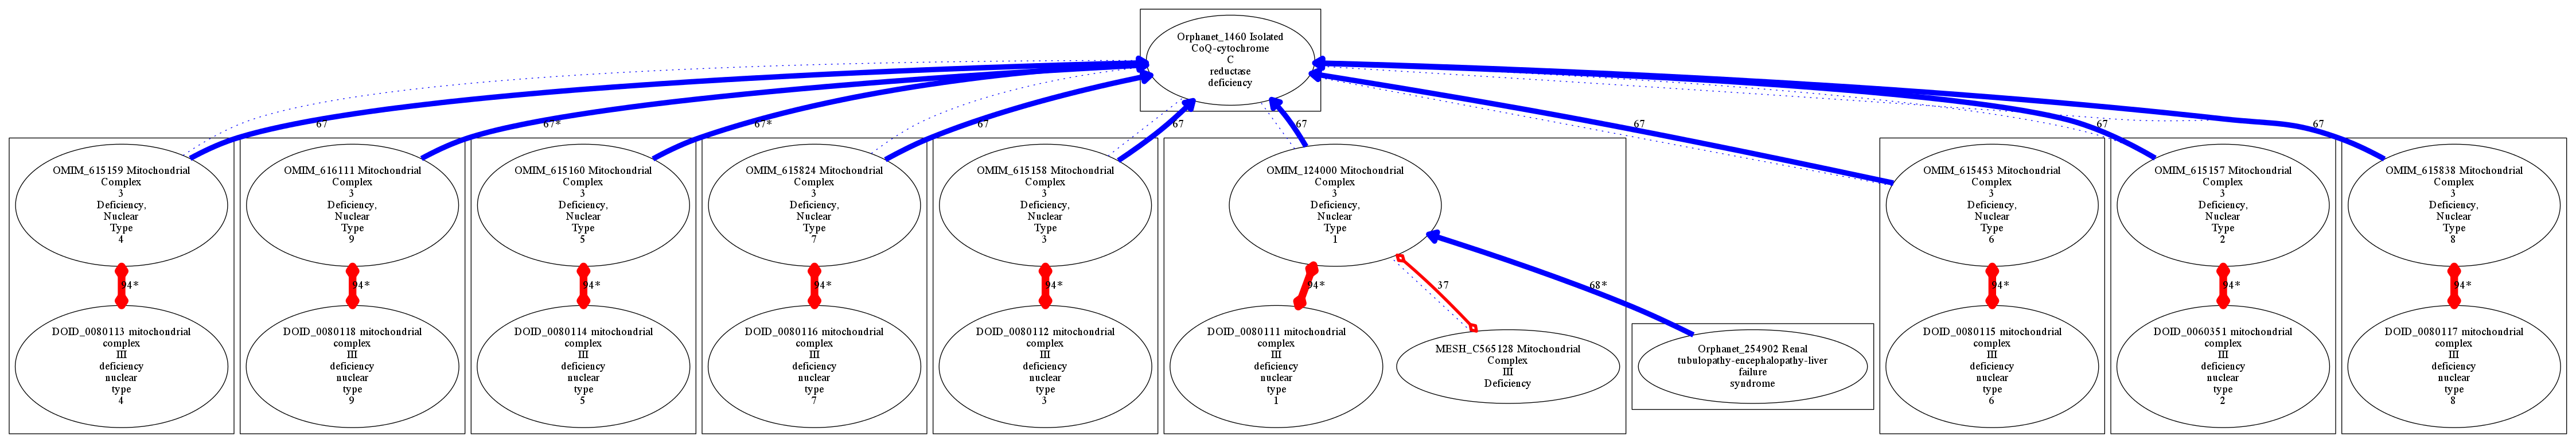 Orphanet_1460 Isolated
CoQ-cytochrome
C
reductase
deficiency
67
67*
67*
67
67
67
67
67
67
OMIM_615159 Mitochondrial
Complex
3
Deficiency,
Nuclear
Type
4
OMIM_616111 Mitochondrial
Complex
3
Deficiency,
Nuclear
Type
9
OMIM_615160 Mitochondrial
Complex
3
Deficiency,
Nuclear
Type
5
OMIM_615824 Mitochondrial
Complex
3
Deficiency,
Nuclear
Type
7
OMIM_615158 Mitochondrial
Complex
3
Deficiency,
Nuclear
Type
3
OMIM_124000 Mitochondrial
Complex
3
Deficiency,
Nuclear
Type
1
OMIM_615453 Mitochondrial
Complex
3
Deficiency,
Nuclear
Type
6
OMIM_615157 Mitochondrial
Complex
3
Deficiency,
Nuclear
Type
2
OMIM_615838 Mitochondrial
Complex
3
Deficiency,
Nuclear
Type
8
94*
94*
94*
94*
94*
94*
37
68*
94*
94*
94*
DOID_0080113 mitochondrial
complex
III
deficiency
nuclear
type
4
DOID_0080118 mitochondrial
complex
III
deficiency
nuclear
type
9
DOID_0080114 mitochondrial
complex
III
deficiency
nuclear
type
5
DOID_0080116 mitochondrial
complex
III
deficiency
nuclear
type
7
DOID_0080112 mitochondrial
complex
III
deficiency
nuclear
type
3
DOID_0080111 mitochondrial
complex
III
deficiency
nuclear
type
1
MESH_C565128 Mitochondrial
Complex
III
Deficiency
Orphanet_254902 Renal
tubulopathy-encephalopathy-liver
failure
syndrome
DOID_0080115 mitochondrial
complex
III
deficiency
nuclear
type
6
DOID_0060351 mitochondrial
complex
III
deficiency
nuclear
type
2
DOID_0080117 mitochondrial
complex
III
deficiency
nuclear
type
8